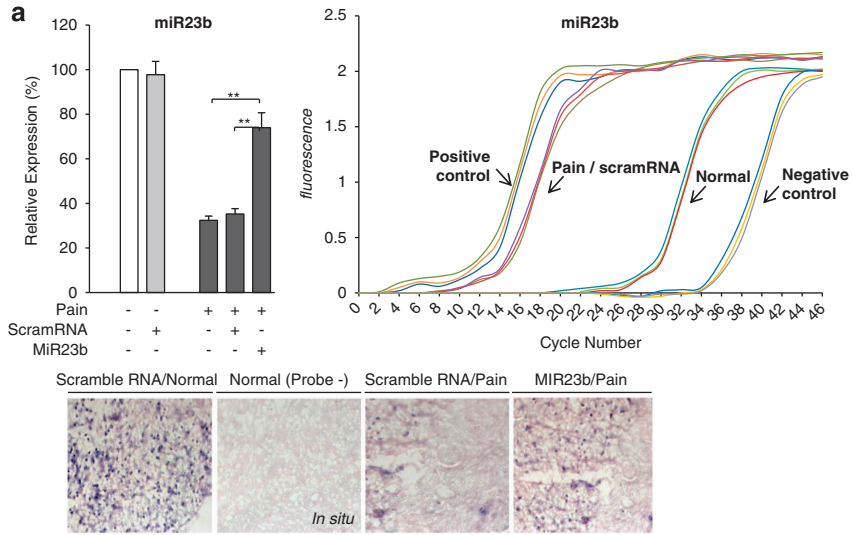 a
miR23b
120
100
80
60
40
20
0
Relative Expression (%)
**
**
Pain - - + + +
ScramRNA - + - + -
MiR23b - - - - +
miR23b
2.5
2
1.5
1
0.5
0
fluorescence
Positive
control
Pain / scramRNA
Normal
Negative
control
0 2 4 6 8 10 12 14 16 18 20 22 24 26 28 30 32 34 36 38 40 42 44 46
Cycle Number
Scramble RNA/Normal
Normal (Probe -)
Scramble RNA/Pain
MIR23b/Pain
In situ